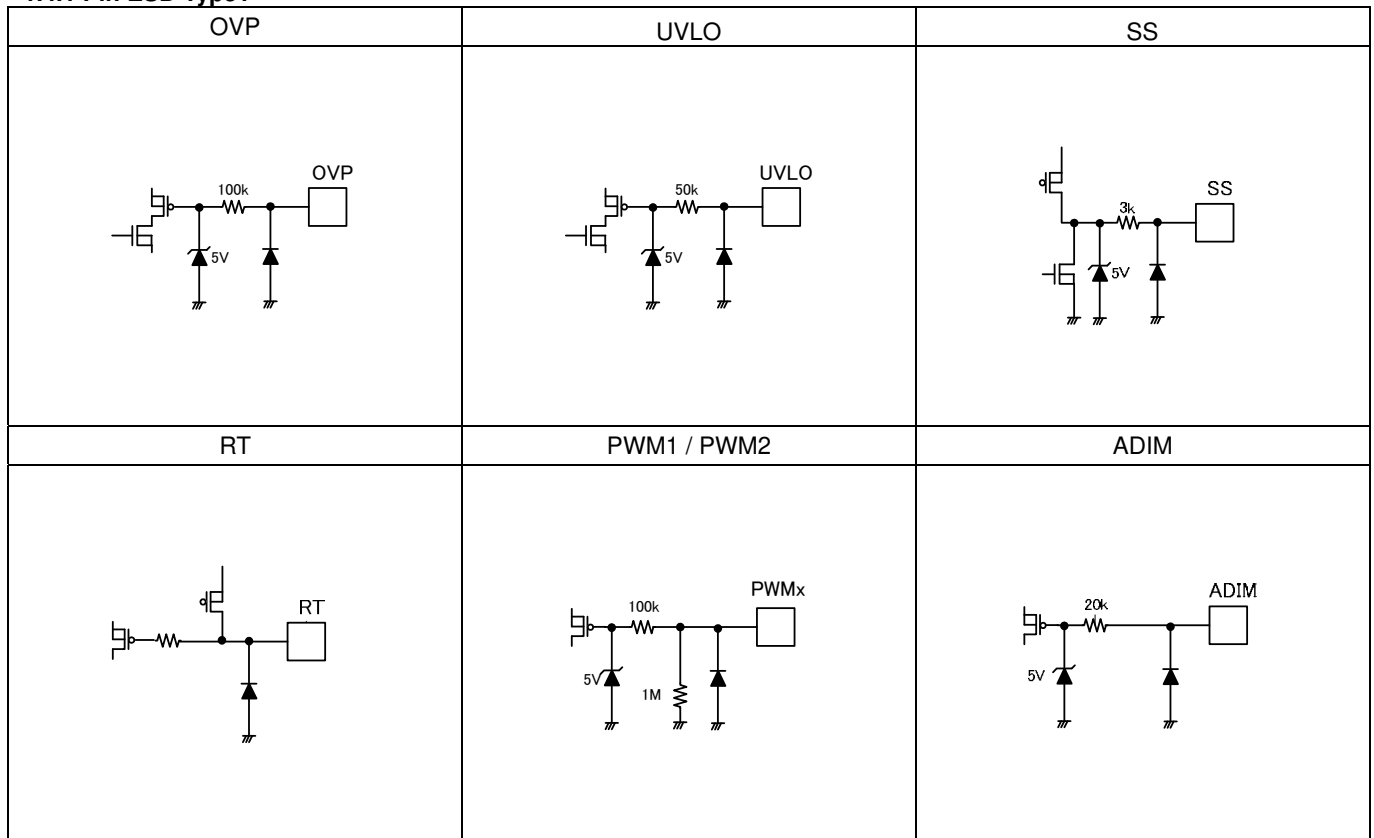 OVP
UVLO
SS
OVP
100k
5V
UVLO
50k
5V
SS
3k
5V
RT
PWM1 / PWM2
ADIM
RT
PWMx
100k
5V
1M
ADIM
20k
5V